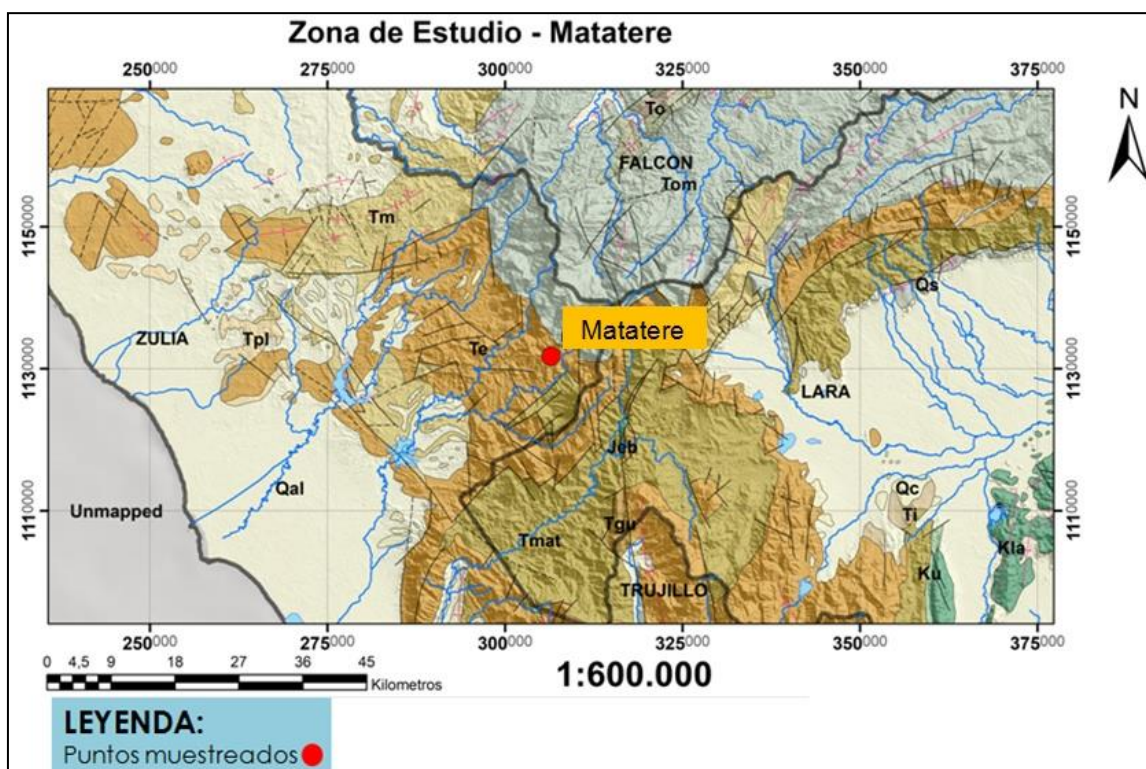 Zona de Estudio - Matatere
250000 275000 300000 325000 350000 375000
N
To
FALCON
Tom
Tm
1150000 1150000
Qs
Matatere
ZULIA Tpl Te
1130000 1130000
LARA
Jeb
Qal Qc
Unmapped 1110000 1110000
Tgu Ti
Tmat Kla
TRUJILLO Ku
250000 275000 300000 325000 350000 375000
0 4,5 9 18 27 36 45
Kilometros
1:600.000
LEYENDA:
Puntos muestreados